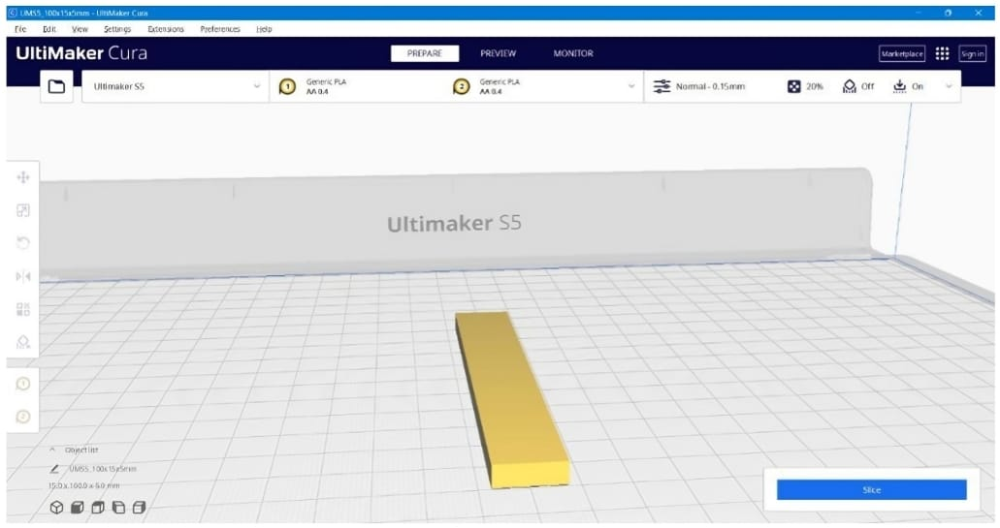 UMS5_100x15x5mm - UltiMaker Cura
File Edit View Settings Extensions Preferences Help
UltiMaker Cura PREPARE PREVIEW MONITOR Marketplace Sign in
Ultimaker S5 1 Generic PLA AA 0.4 2 Generic PLA AA 0.4 Normal - 0.15mm 20% Off On
Ultimaker S5
1
2
Object list
UMS5_100x15x5mm
15.0 x 100.0 x 5.0 mm
Slice